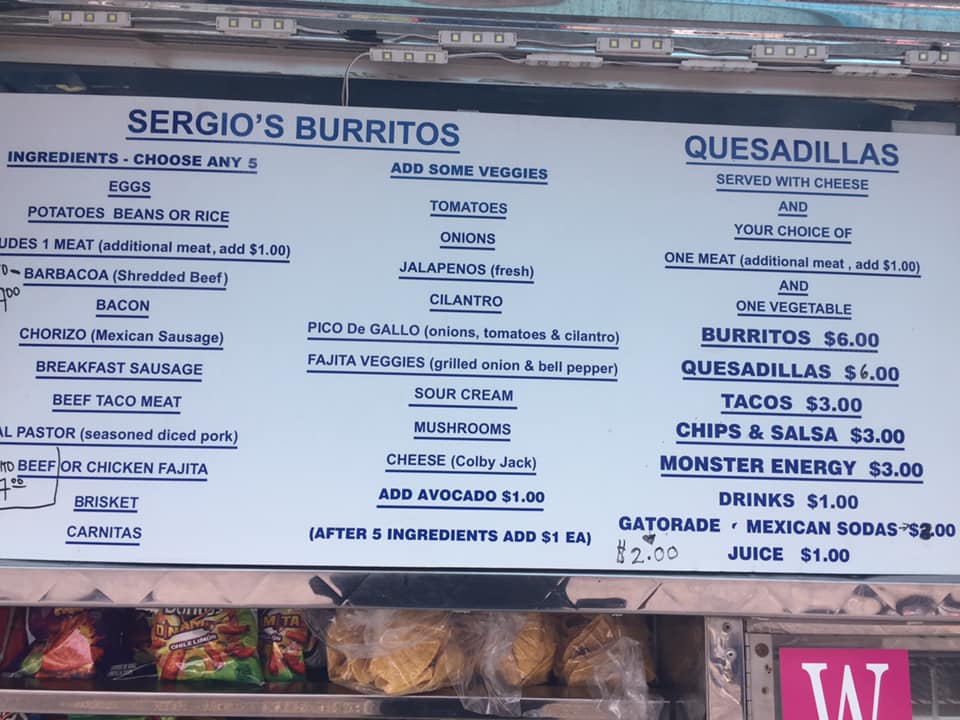 SERGIO'S BURRITOS
INGREDIENTS - CHOOSE ANY 5
EGGS
POTATOES BEANS OR RICE
1 MEAT (additional meat, add $1.00)
BARBACOA (Shredded Beef)
BACON
CHORIZO (Mexican Sausage)
BREAKFAST SAUSAGE
BEEF TACO MEAT
AL PASTOR (seasoned diced pork)
BEEF OR CHICKEN FAJITA
BRISKET
CARNITAS
ADD SOME VEGGIES
TOMATOES
ONIONS
JALAPENOS (fresh)
CILANTRO
PICO De GALLO (onions, tomatoes & cilantro)
FAJITA VEGGIES (grilled onion & bell pepper)
SOUR CREAM
MUSHROOMS
CHEESE (Colby Jack)
ADD AVOCADO $1.00
(AFTER 5 INGREDIENTS ADD $1 EA)
QUESADILLAS
SERVED WITH CHEESE
AND
YOUR CHOICE OF
ONE MEAT (additional meat , add $1.00)
AND
ONE VEGETABLE
BURRITOS $6.00
QUESADILLAS $6.00
TACOS $3.00
CHIPS & SALSA $3.00
MONSTER ENERGY $3.00
DRINKS $1.00
GATORADE MEXICAN SODAS
$2.00
JUICE $1.00
CHILE LIMÓN
W